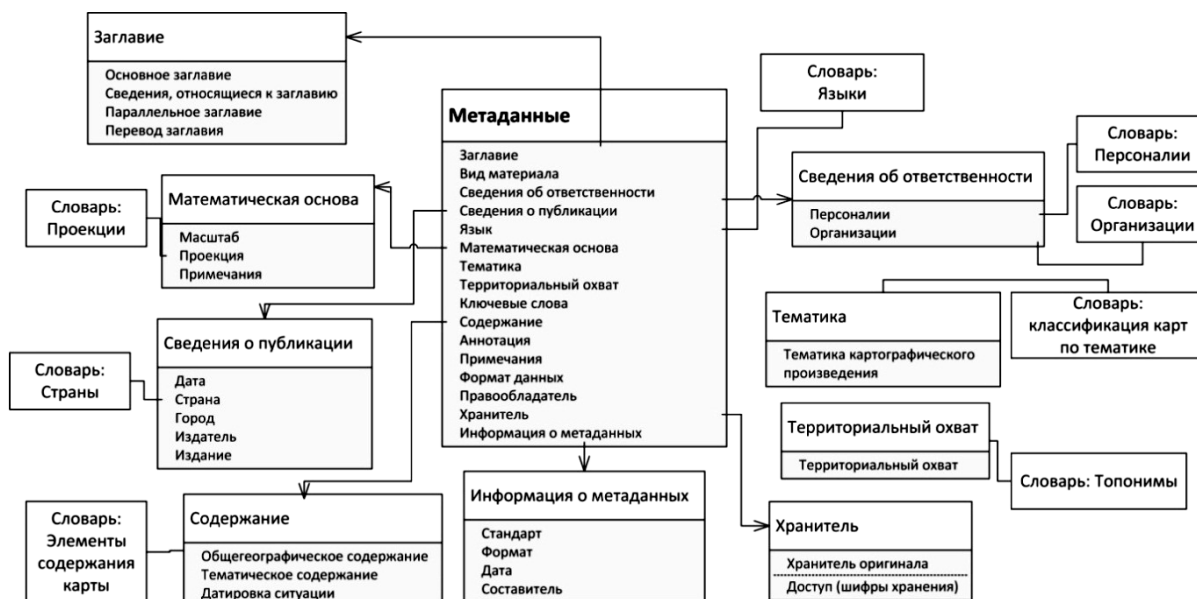 Заглавие
Основное заглавие
Сведения, относящиеся к заглавию
Параллельное заглавие
Перевод заглавия
Словарь:
Языки
Метаданные
Заглавие
Вид материала
Сведения об ответственности
Сведения о публикации
Язык
Математическая основа
Тематика
Территориальный охват
Ключевые слова
Содержание
Аннотация
Примечания
Формат данных
Правообладатель
Хранитель
Информация о метаданных
Словарь:
Персоналии
Сведения об ответственности
Персоналии
Организации
Словарь:
Организации
Словарь:
Проекции
Математическая основа
Масштаб
Проекция
Примечания
Тематика
Тематика картографического
произведения
Словарь:
классификация карт
по тематике
Словарь:
Страны
Сведения о публикации
Дата
Страна
Город
Издатель
Издание
Территориальный охват
Территориальный охват
Словарь: Топонимы
Словарь:
Элементы
содержания
карты
Содержание
Общегеографическое содержание
Тематическое содержание
Датировка ситуации
Информация о метаданных
Стандарт
Формат
Дата
Составитель
Хранитель
Хранитель оригинала
Доступ (шифры хранения)